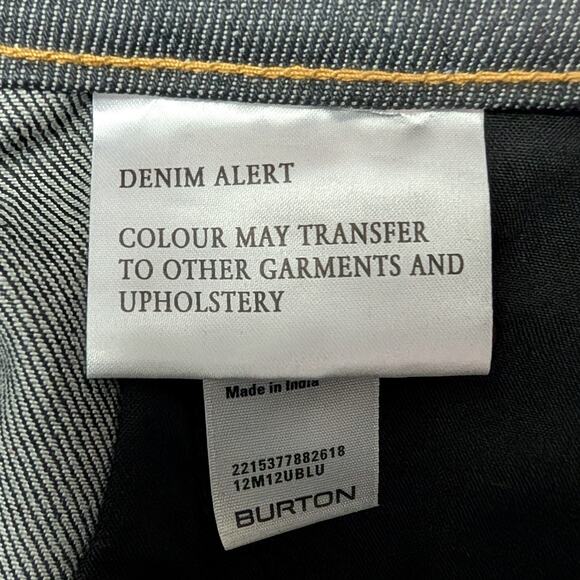 DENIM ALERT
COLOUR MAY TRANSFER
TO OTHER GARMENTS AND
UPHOLSTERY
Made in India
2215377882618
12M12UBLU
BURTON